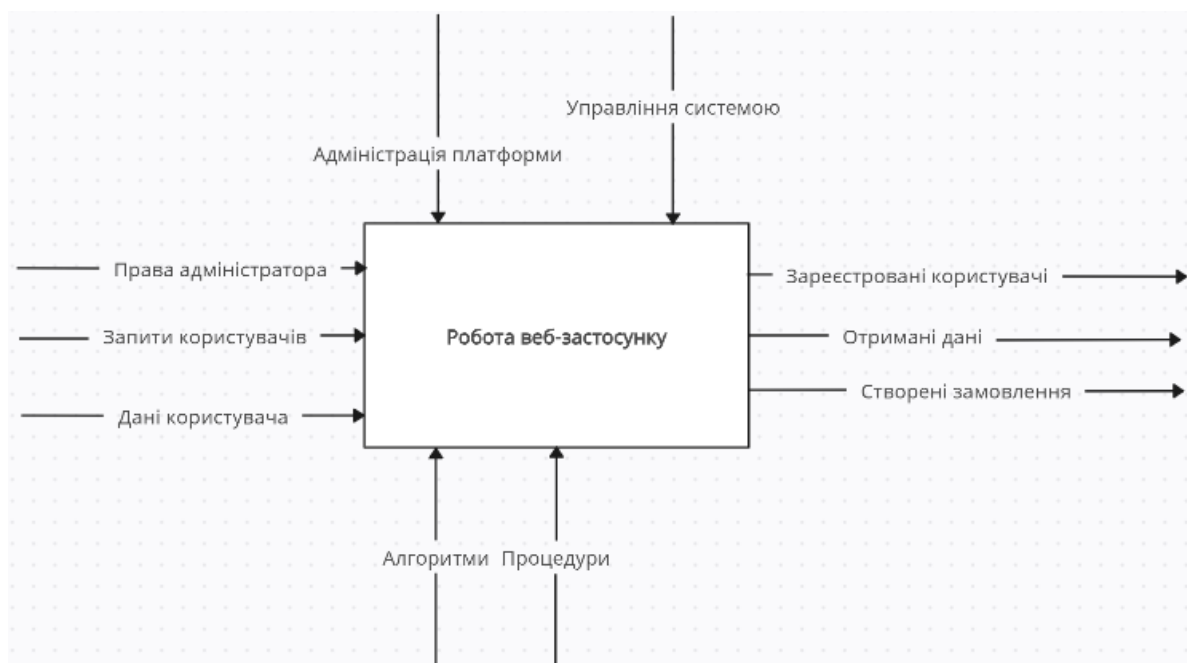 Управління системою
Адміністрація платформи
Права адміністратора
Зареєстровані користувачі
Запити користувачів
Робота веб-застосунку
Отримані дані
Створені замовлення
Дані користувача
Алгоритми
Процедури